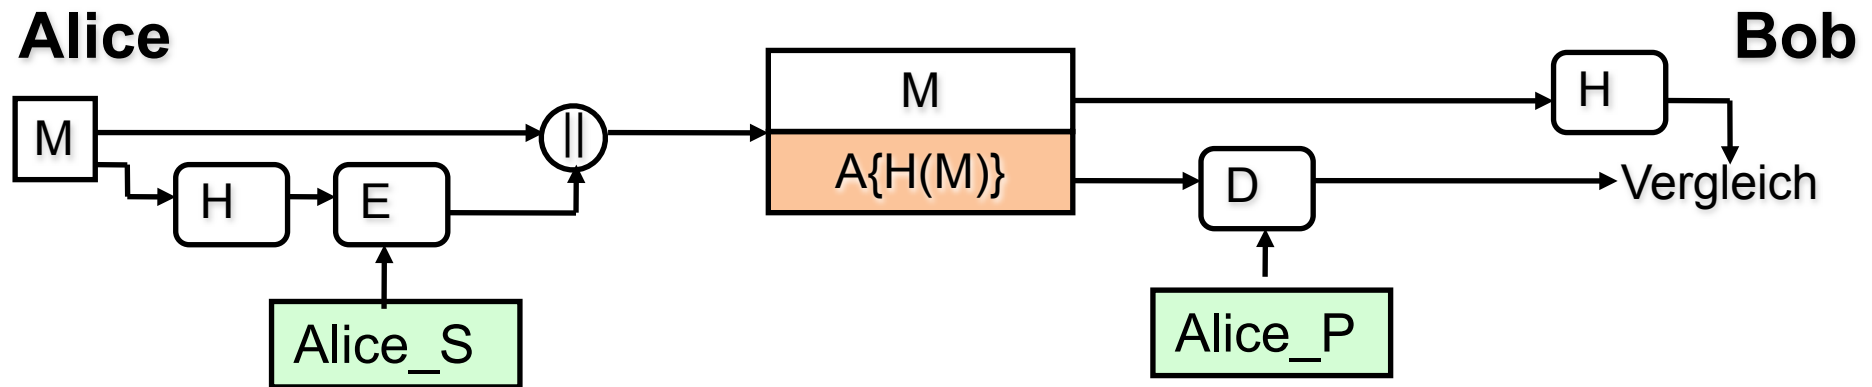 Alice
Bob
M
H
E
Alice_S
||
M
A{H(M)}
D
Alice_P
H
Vergleich